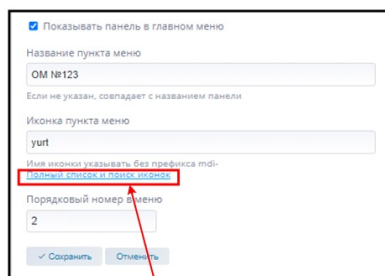 Показывать панель в главном меню
Название пункта меню
ОМ №123
Если не указан, совпадает с названием панели
Иконка пункта меню
yurt
Имя иконки указывать без префикса mdi-
Полный список и поиск иконок
Порядковый номер в меню
2
Сохранить Отменить